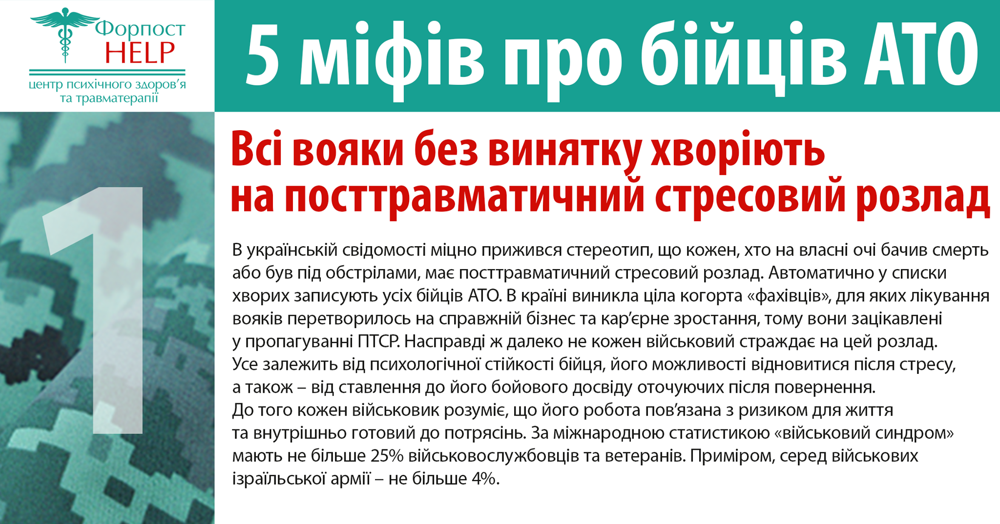 Форпост
HELP
центр психічного здоров’я
та травматерапії
5 міфів про бійців АТО
1
Всі вояки без винятку хворіють
на посттравматичний стресовий розлад
В українській свідомості міцно прижився стереотип, що кожен, хто на власні очі бачив смерть
або був під обстрілами, має посттравматичний стресовий розлад. Автоматично у списки
хворих записують усіх бійців АТО. В країні виникла ціла когорта «фахівців», для яких лікування
вояків перетворилось на справжній бізнес та кар’єрне зростання, тому вони зацікавлені
у пропагуванні ПТСР. Насправді ж далеко не кожен військовий страждає на цей розлад.
Усе залежить від психологічної стійкості бійця, його можливості відновитися після стресу,
а також – від ставлення до його бойового досвіду оточуючих після повернення.
До того кожен військовик розуміє, що його робота пов’язана з ризиком для життя
та внутрішньо готовий до потрясінь. За міжнародною статистикою «військовий синдром»
мають не більше 25% військовослужбовців та ветеранів. Приміром, серед військових
ізраїльської армії – не більше 4%.